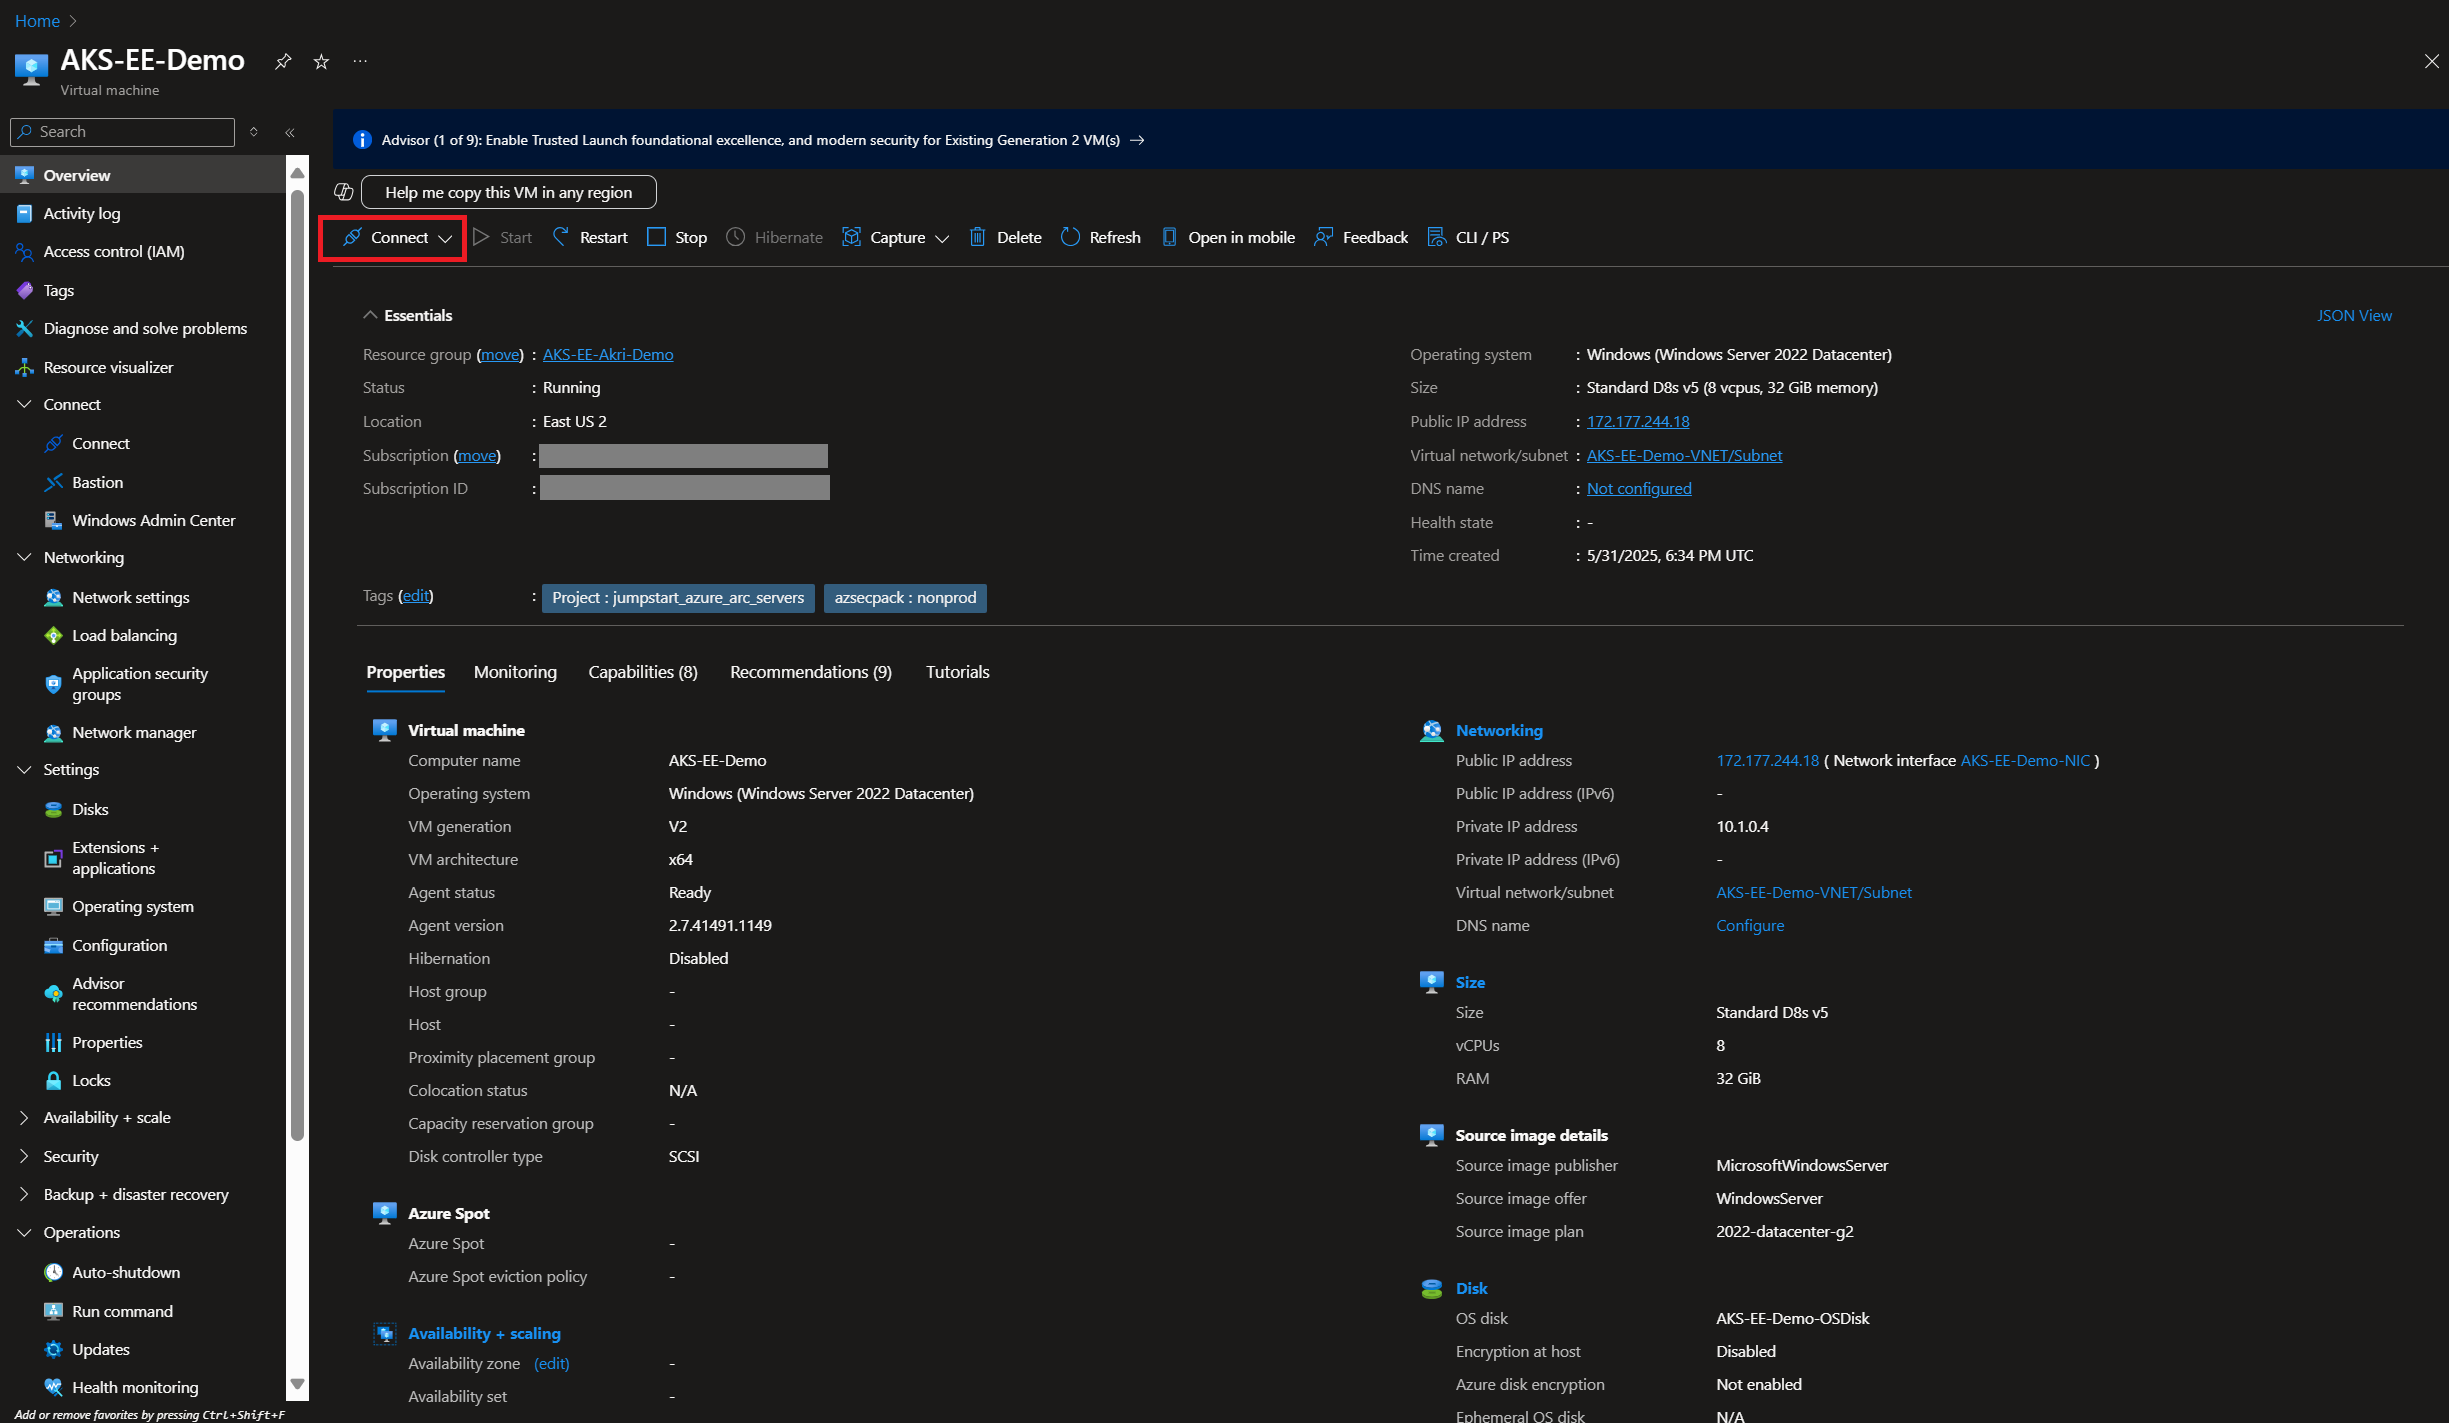 Home
AKS-EE-Demo
Virtual machine
Search
Overview
Activity log
Access control (IAM)
Tags
Diagnose and solve problems
Resource visualizer
Connect
Connect
Bastion
Windows Admin Center
Networking
Network settings
Load balancing
Application security
groups
Network manager
Settings
Disks
Extensions +
applications
Operating system
Configuration
Advisor
recommendations
Properties
Locks
Availability + scale
Security
Backup + disaster recovery
Operations
Auto-shutdown
Run command
Updates
Health monitoring
Add or remove favorites by pressing Ctrl+Shift+F
Advisor (1 of 9): Enable Trusted Launch foundational excellence, and modern security for Existing Generation 2 VM(s) →
Help me copy this VM in any region
Connect Start Restart Stop Hibernate Capture Delete Refresh Open in mobile Feedback CLI / PS
Essentials
JSON View
Resource group (move) : AKS-EE-Akri-Demo
Status : Running
Location : East US 2
Subscription (move) :
Subscription ID :
Operating system : Windows (Windows Server 2022 Datacenter)
Size : Standard D8s v5 (8 vcpus, 32 GiB memory)
Public IP address : 172.177.244.18
Virtual network/subnet : AKS-EE-Demo-VNET/Subnet
DNS name : Not configured
Health state : -
Time created : 5/31/2025, 6:34 PM UTC
Tags (edit) : Project : jumpstart_azure_arc_servers azsecpack : nonprod
Properties Monitoring Capabilities (8) Recommendations (9) Tutorials
Virtual machine
Computer name AKS-EE-Demo
Operating system Windows (Windows Server 2022 Datacenter)
VM generation V2
VM architecture x64
Agent status Ready
Agent version 2.7.41491.1149
Hibernation Disabled
Host group -
Host -
Proximity placement group -
Colocation status N/A
Capacity reservation group -
Disk controller type SCSI
Azure Spot
Azure Spot -
Azure Spot eviction policy -
Availability + scaling
Availability zone (edit) -
Availability set -
Networking
Public IP address 172.177.244.18 ( Network interface AKS-EE-Demo-NIC )
Public IP address (IPv6) -
Private IP address 10.1.0.4
Private IP address (IPv6) -
Virtual network/subnet AKS-EE-Demo-VNET/Subnet
DNS name Configure
Size
Size Standard D8s v5
vCPUs 8
RAM 32 GiB
Source image details
Source image publisher MicrosoftWindowsServer
Source image offer WindowsServer
Source image plan 2022-datacenter-g2
Disk
OS disk AKS-EE-Demo-OSDisk
Encryption at host Disabled
Azure disk encryption Not enabled
Ephemeral OS disk N/A